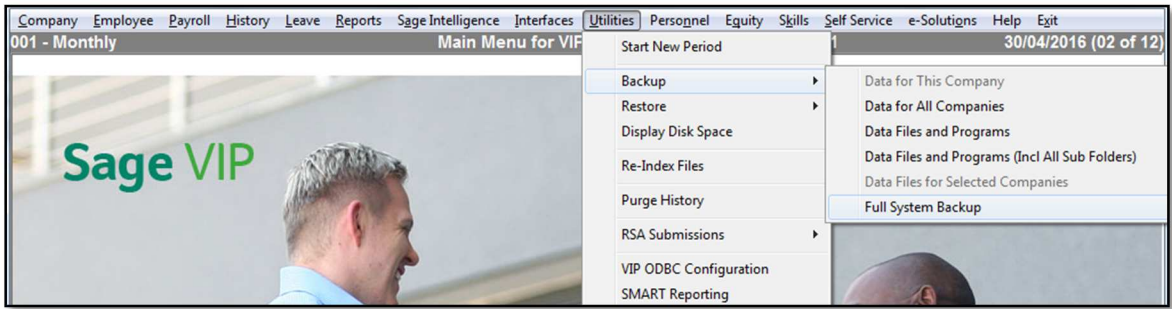 Company Employee Payroll History Leave Reports Sage Intelligence Interfaces Utilities Personnel Equity Skills Self Service e-Solutions Help Exit
001 - Monthly Main Menu for VIP 1 30/04/2016 (02 of 12)
Start New Period
Backup
Restore
Display Disk Space
Re-Index Files
Purge History
RSA Submissions
VIP ODBC Configuration
SMART Reporting
Data for This Company
Data for All Companies
Data Files and Programs
Data Files and Programs (Incl All Sub Folders)
Data Files for Selected Companies
Full System Backup
Sage VIP